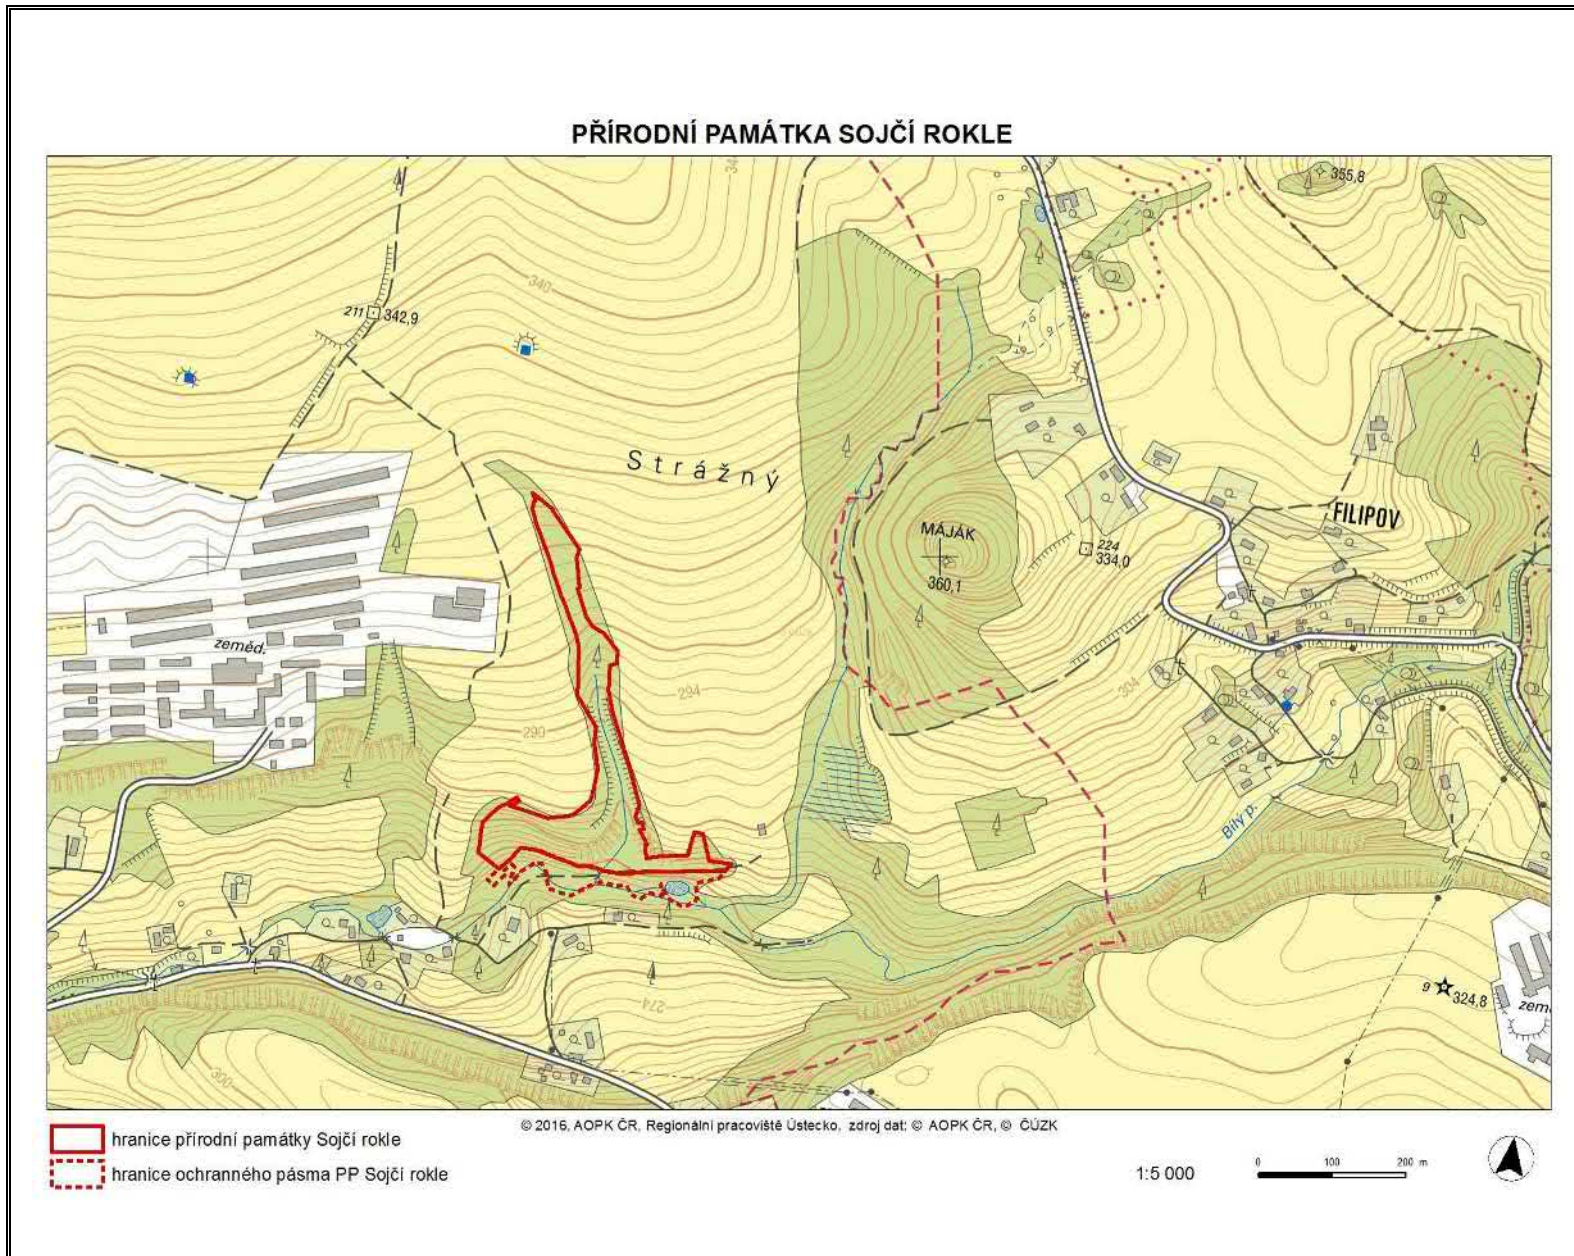 PŘÍRODNÍ PAMÁTKA SOJČÍ ROKLE
355,8
340
211 342,9
Strážný
FILIPOV
MÁJÁK
224
334,0
360,1
zeměd.
294
304
290
Bílý p.
9 324,8
274
300
© 2016, AOPK ČR, Regionální pracoviště Ústecko, zdroj dat: © AOPK ČR, © ČÚZK
hranice přírodní památky Sojčí rokle
hranice ochranného pásma PP Sojčí rokle
1:5 000
0 100 200 m